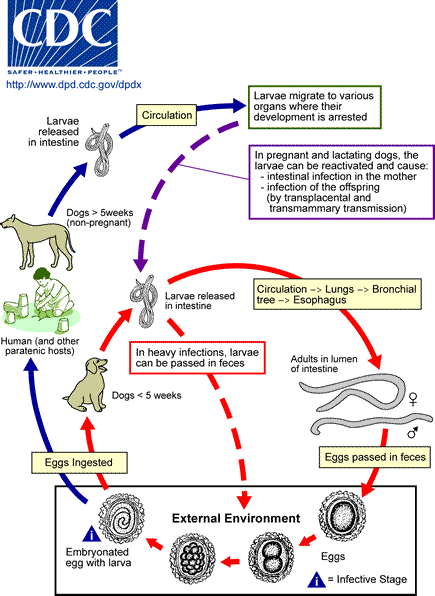 CDC
SAFER • HEALTHIER • PEOPLE™
http://www.dpd.cdc.gov/dpdx
Circulation
Larvae migrate to various
organs where their
development is arrested
Larvae
released
in intestine
In pregnant and lactating dogs, the
larvae can be reactivated and cause:
- intestinal infection in the mother
- infection of the offspring
(by transplacental and
transmammary transmission)
Dogs > 5weeks
(non-pregnant)
Larvae released
in intestine
Circulation –> Lungs –> Bronchial
tree –> Esophagus
Human (and other
paratenic hosts)
In heavy infections, larvae
can be passed in feces
Adults in lumen
of intestine
♀
♂
Dogs < 5 weeks
Eggs Ingested
Eggs passed in feces
External Environment
i
Embryonated
egg with larva
Eggs
i = Infective Stage